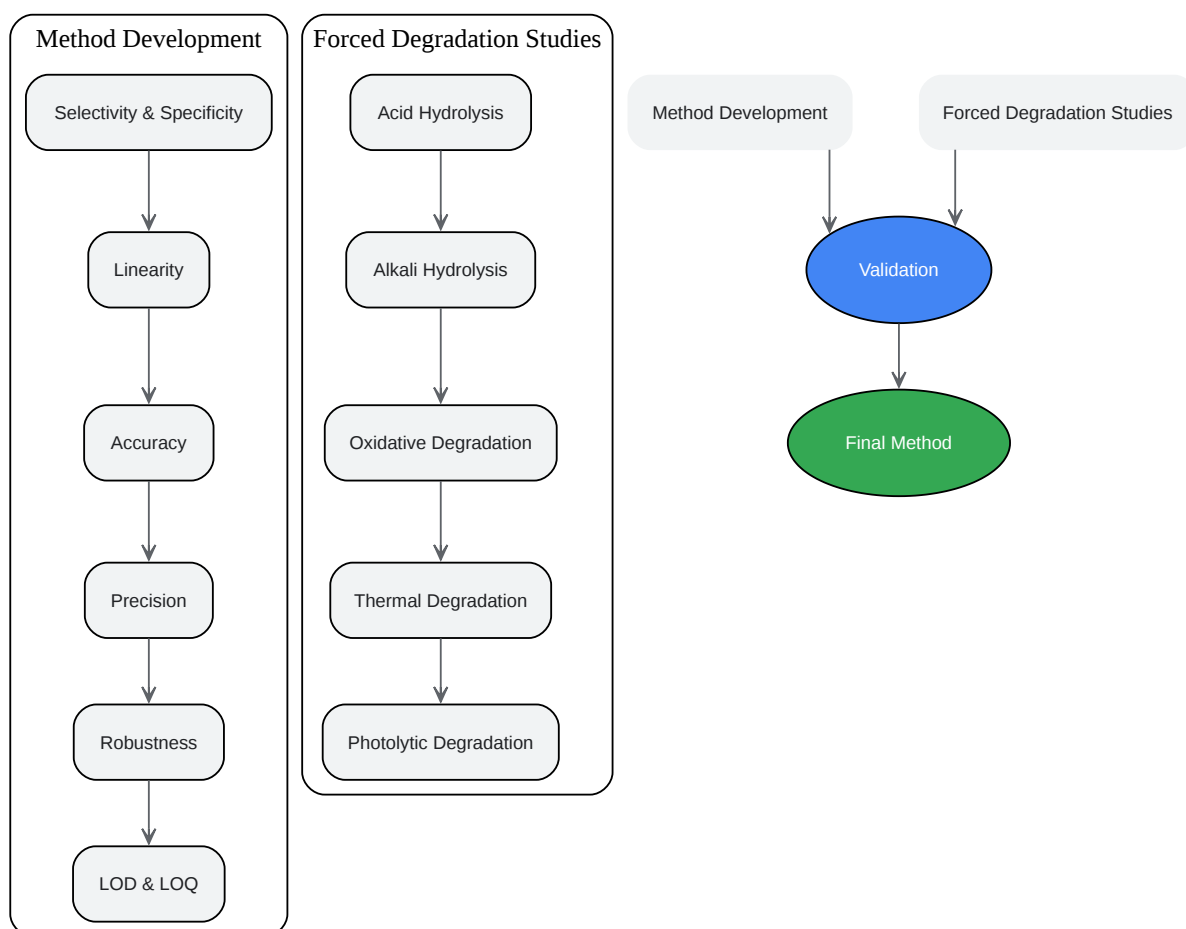 Method Development
Selectivity & Specificity
Linearity
Accuracy
Precision
Robustness
LOD & LOQ
Forced Degradation Studies
Acid Hydrolysis
Alkali Hydrolysis
Oxidative Degradation
Thermal Degradation
Photolytic Degradation
Method Development
Forced Degradation Studies
Validation
Final Method